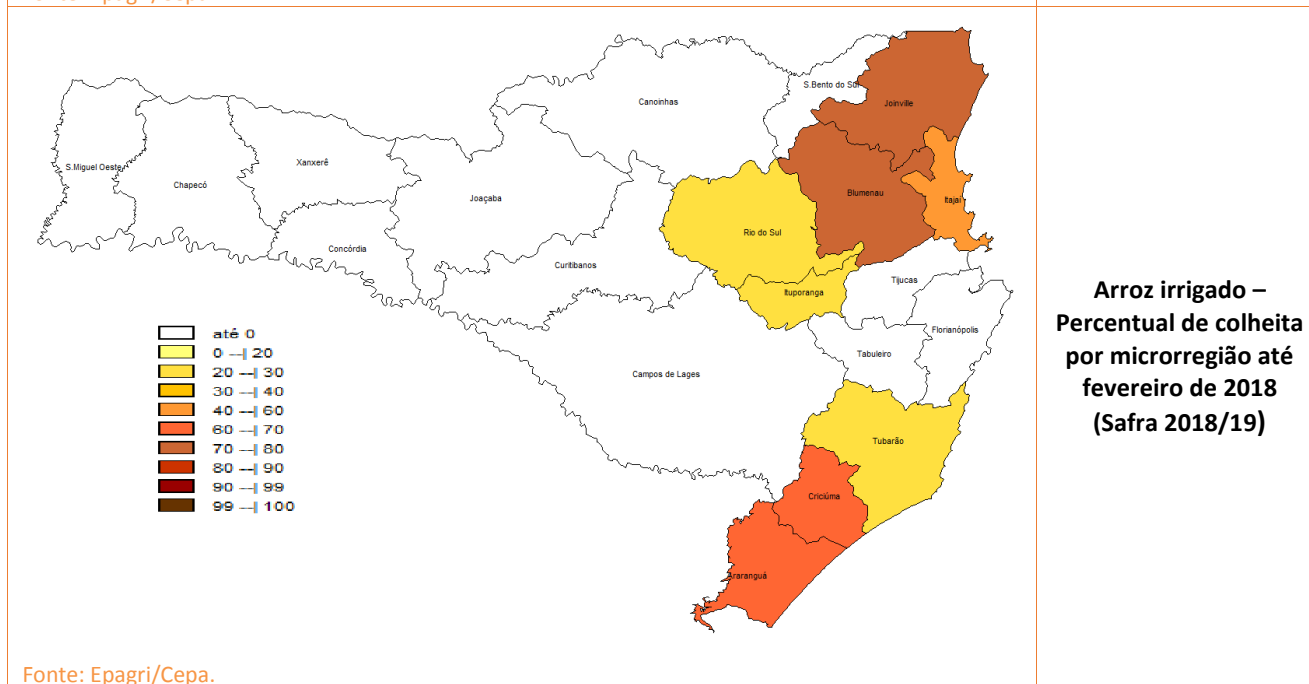 S.Bento do Sul
Joinville
Canoinhas
Xanxerê
S.Miguel Oeste
Chapecó
Joaçaba
Blumenau
Itajaí
Rio do Sul
Concórdia
Curitibanos
Tijucas
Ituporanga
Florianópolis
Tabuleiro
Campos de Lages
Tubarão
Criciúma
Araranguá
até 0
0 --| 20
20 --| 30
30 --| 40
40 --| 60
60 --| 70
70 --| 80
80 --| 90
90 --| 99
99 --| 100
Arroz irrigado –
Percentual de colheita
por microrregião até
fevereiro de 2018
(Safra 2018/19)
Fonte: Epagri/Cepa.